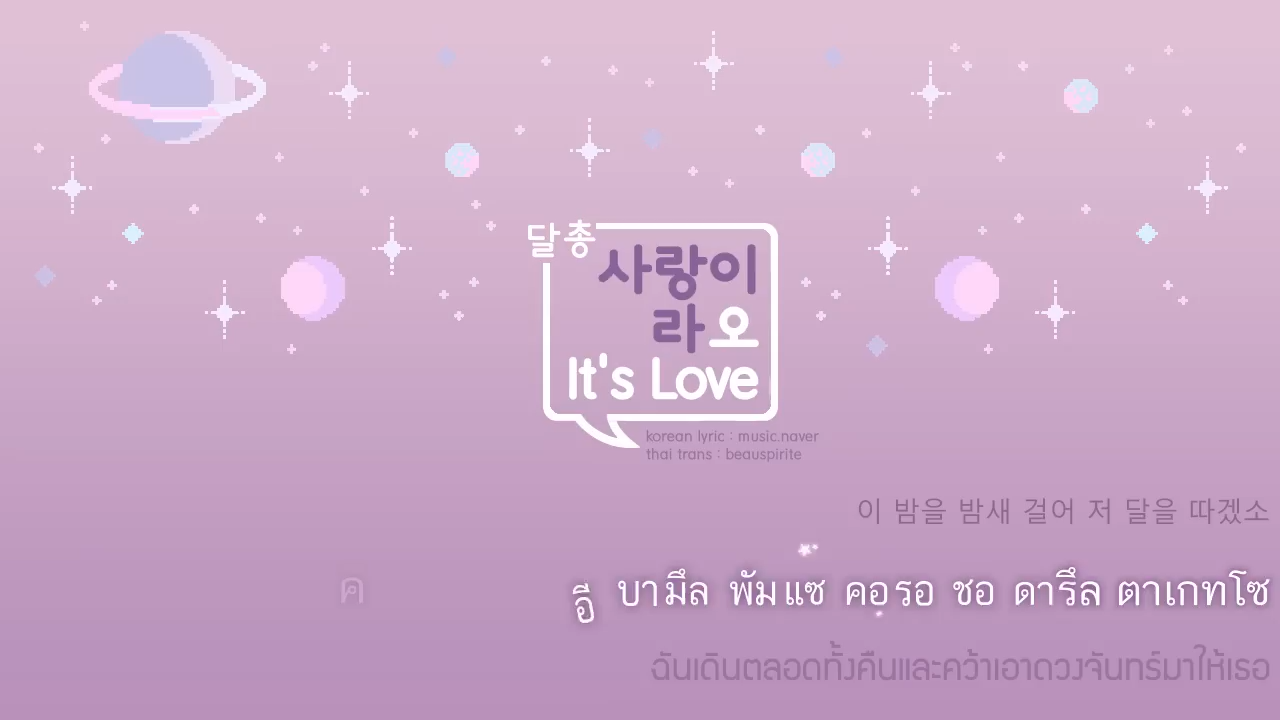 달총
사랑이
라오
It's Love
korean lyric : music.naver
thai trans : beauspirite
이 밤을 밤새 걸어 저 달을 따겠소
ค อี บามึล พัมแซ คอรอ ชอ ดารึล ตาเกทโซ
ฉันเดินตลอดทั้งคืนและคว้าเอาดวงจันทร์มาให้เธอ